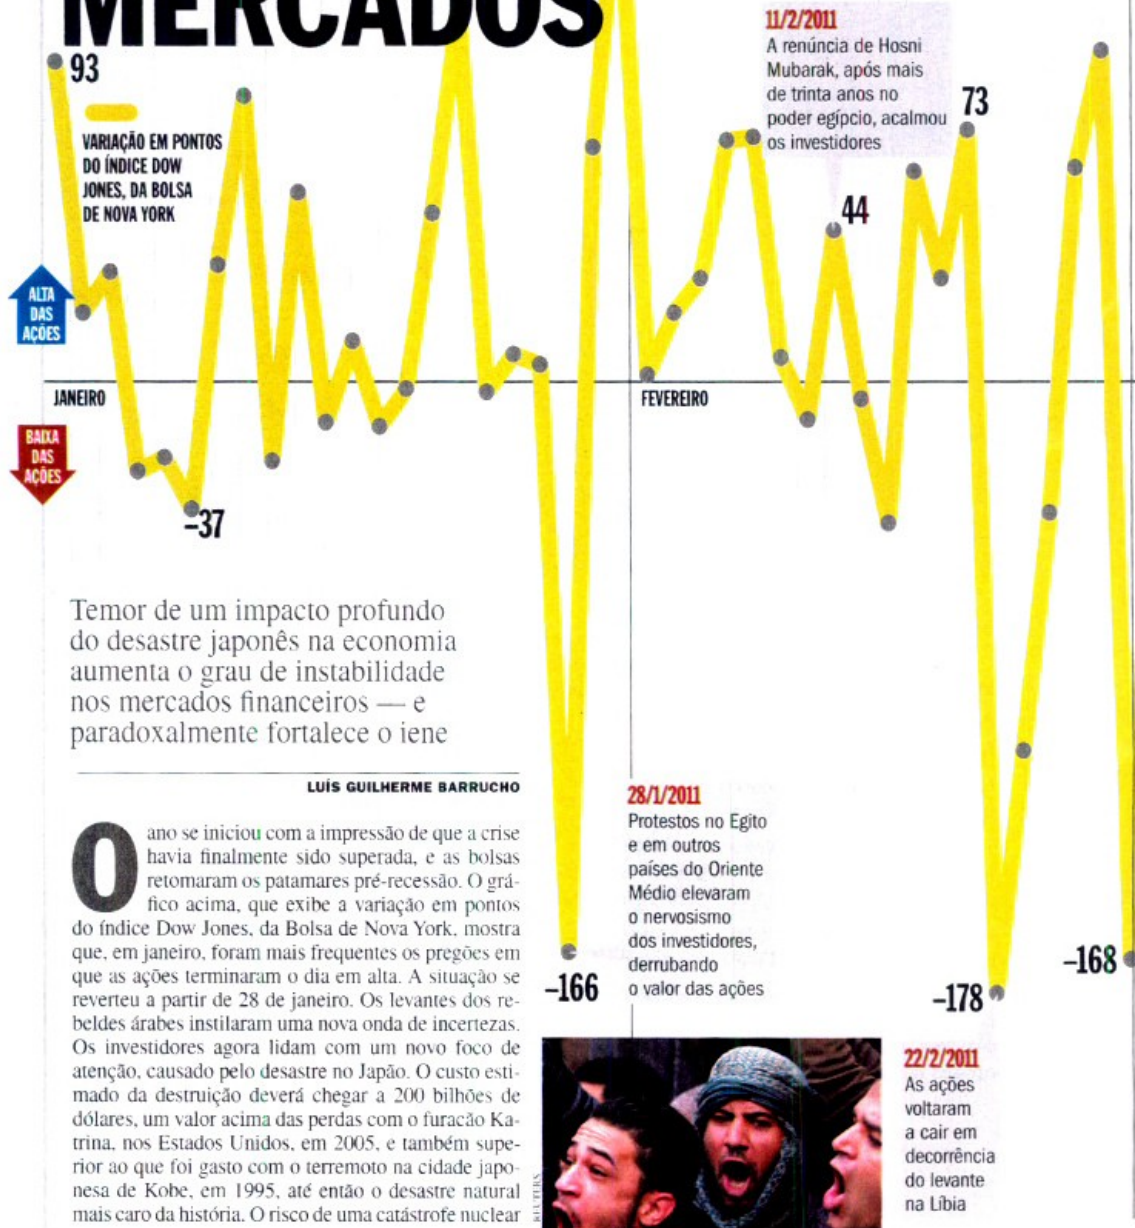 MERCADOS
93
VARIAÇÃO EM PONTOS
DO ÍNDICE DOW
JONES, DA BOLSA
DE NOVA YORK
11/2/2011
A renúncia de Hosni
Mubarak, após mais
de trinta anos no
poder egípcio, acalmou
os investidores
73
44
ALTA
DAS
AÇÕES
JANEIRO
FEVEREIRO
BAIXA
DAS
AÇÕES
–37
Temor de um impacto profundo
do desastre japonês na economia
aumenta o grau de instabilidade
nos mercados financeiros — e
paradoxalmente fortalece o iene
LUÍS GUILHERME BARRUCHO
O ano se iniciou com a impressão de que a crise
havia finalmente sido superada, e as bolsas
retomaram os patamares pré-recessão. O grá-
fico acima, que exibe a variação em pontos
do índice Dow Jones, da Bolsa de Nova York, mostra
que, em janeiro, foram mais frequentes os pregões em
que as ações terminaram o dia em alta. A situação se
reverteu a partir de 28 de janeiro. Os levantes dos re-
beldes árabes instilaram uma nova onda de incertezas.
Os investidores agora lidam com um novo foco de
atenção, causado pelo desastre no Japão. O custo esti-
mado da destruição deverá chegar a 200 bilhões de
dólares, um valor acima das perdas com o furacão Ka-
trina, nos Estados Unidos, em 2005, e também supe-
rior ao que foi gasto com o terremoto na cidade japo-
nesa de Kobe, em 1995, até então o desastre natural
mais caro da história. O risco de uma catástrofe nuclear
28/1/2011
Protestos no Egito
e em outros
países do Oriente
Médio elevaram
o nervosismo
dos investidores,
derrubando
o valor das ações
–166
–178
–168
22/2/2011
As ações
voltaram
a cair em
decorrência
do levante
na Líbia
REUTERS